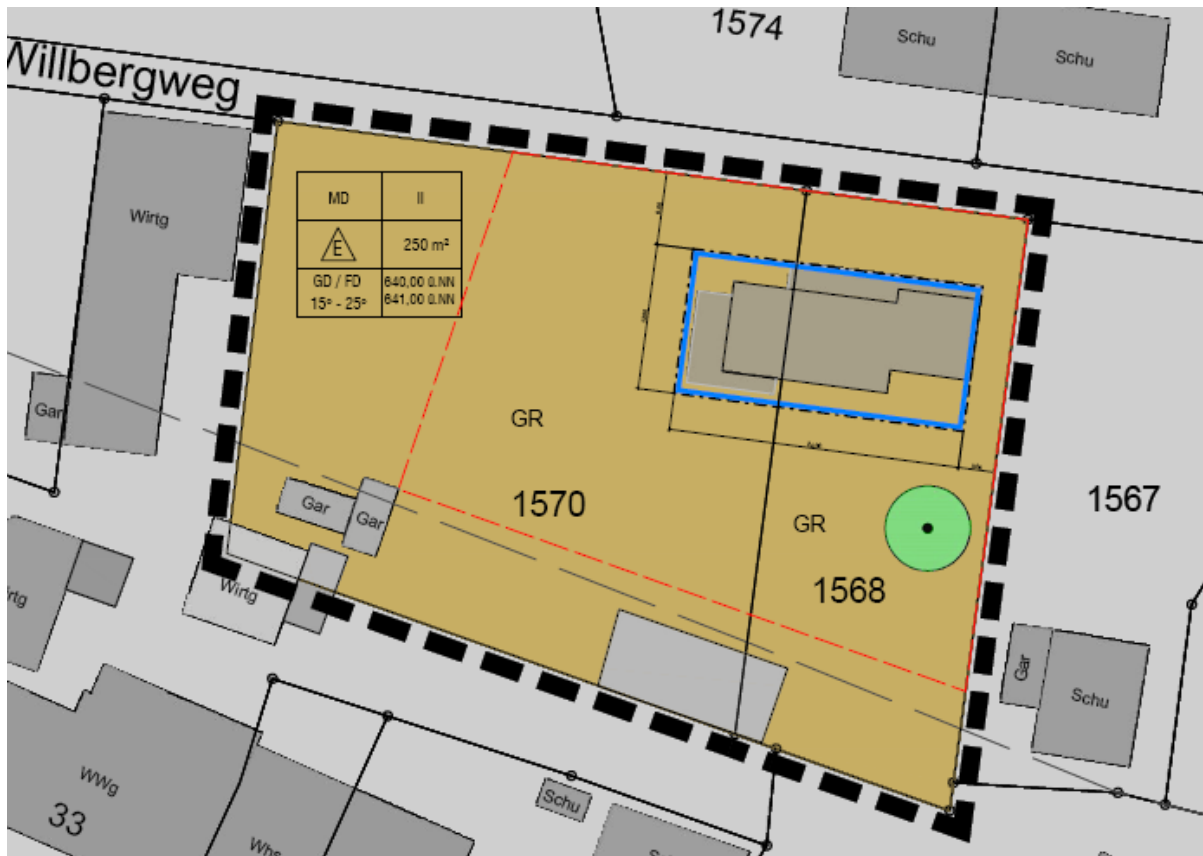 Willbergweg
1574
Schu
Schu
Wirtg
MD
II
E
250 m²
GD / FD
15° - 25°
640,00 ü.NN
641,00 ü.NN
Gar
GR
1570
Gar
Gar
GR
1567
1568
Wirtg
Gar
Schu
WWg
33
Schu